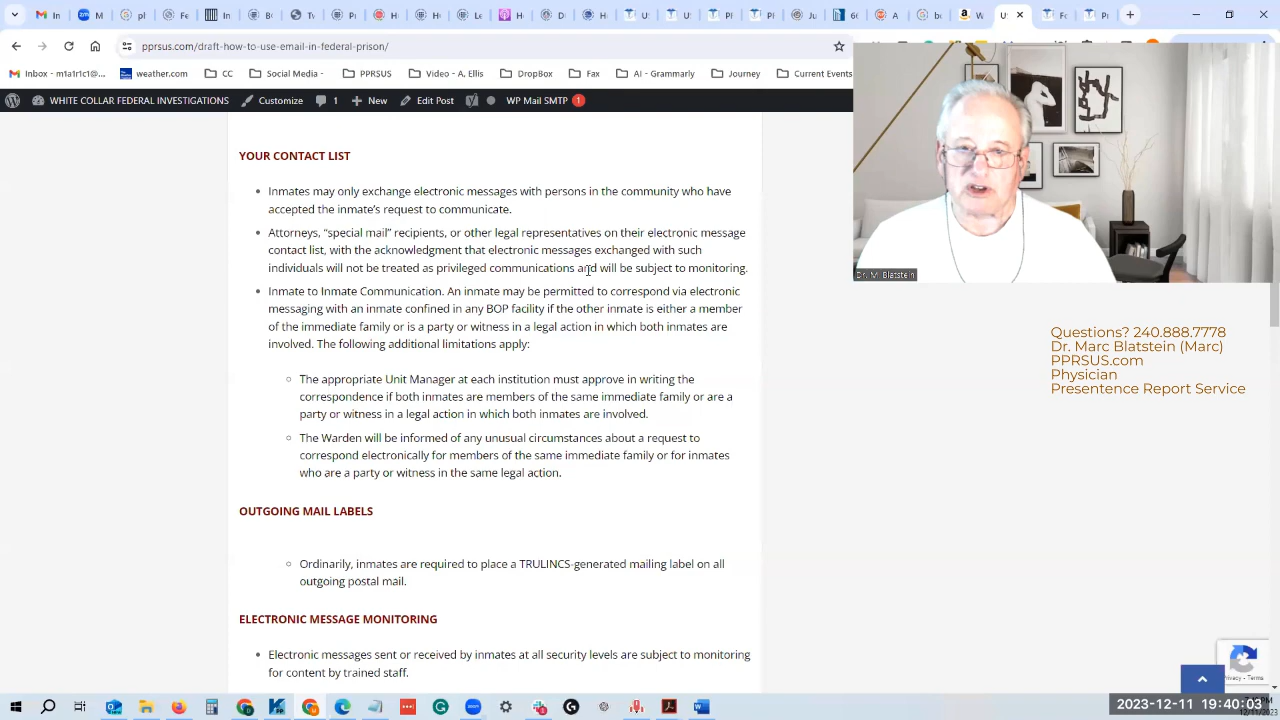 In
M
Fe
H
Le
H
D
U
U
P
Ju
6
A
b
W
U
Fe
P
pprsus.com/draft-how-to-use-email-in-federal-prison/
Inbox - m1a1r1c1@...
weather.com
CC
Social Media -
PPRSUS
Video - A, Ellis
DropBox
Fax
AI - Grammarly
Journey
Current Events
WHITE COLLAR FEDERAL INVESTIGATIONS
Customize
1
New
Edit Post
WP Mail SMTP 1
YOUR CONTACT LIST
Inmates may only exchange electronic messages with persons in the community who have
accepted the inmate's request to communicate.
Attorneys, “special mail” recipients, or other legal representatives on their electronic message
contact list, with the acknowledgment that electronic messages exchanged with such
individuals will not be treated as privileged communications and will be subject to monitoring.
Inmate to Inmate Communication. An inmate may be permitted to correspond via electronic
messaging with an inmate confined in any BOP facility if the other inmate is either a member
of the immediate family or is a party or witness in a legal action in which both inmates are
involved. The following additional limitations apply:
The appropriate Unit Manager at each institution must approve in writing the
correspondence if both inmates are members of the same immediate family or are a
party or witness in a legal action in which both inmates are involved.
The Warden will be informed of any unusual circumstances about a request to
correspond electronically for members of the same immediate family or for inmates
who are a party or witness in the same legal action.
OUTGOING MAIL LABELS
Ordinarily, inmates are required to place a TRULINCS-generated mailing label on all
outgoing postal mail.
ELECTRONIC MESSAGE MONITORING
Electronic messages sent or received by inmates at all security levels are subject to monitoring
for content by trained staff.
Dr. M. Blatstein
Questions? 240.888.7778
Dr. Marc Blatstein (Marc)
PPRSUS.com
Physician
Presentence Report Service
Privacy - Terms
2023-12-11 19:40:03
12/11/2023